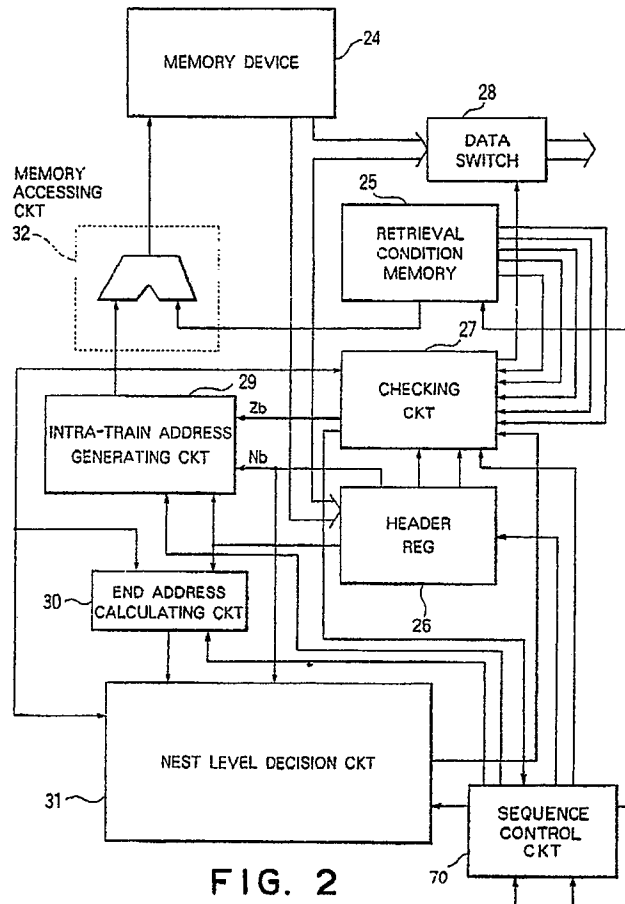 24
MEMORY DEVICE
28
DATA
SWITCH
MEMORY
ACCESSING
CKT
32
25
RETRIEVAL
CONDITION
MEMORY
27
CHECKING
CKT
29
Zb
INTRA-TRAIN ADDRESS
GENERATING CKT
Nb
HEADER
REG
26
30
END ADDRESS
CALCULATING CKT
NEST LEVEL DECISION CKT
31
SEQUENCE
CONTROL
CKT
70
FIG. 2